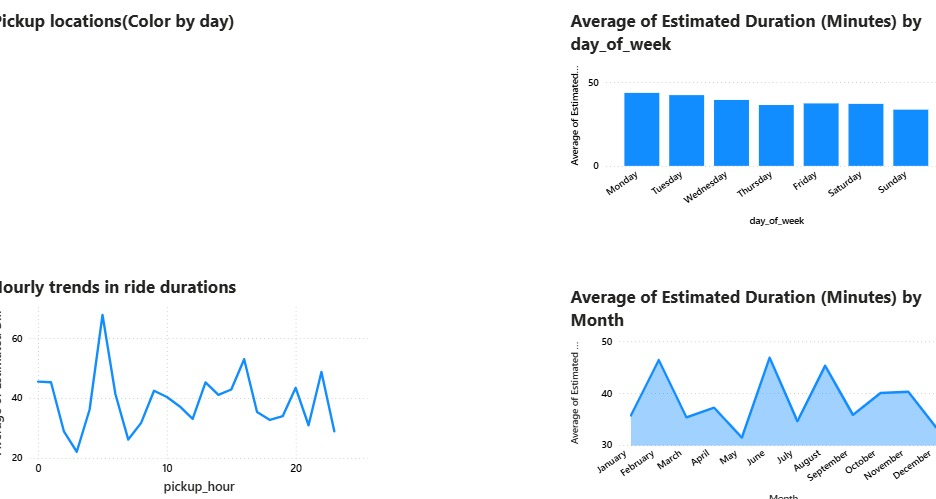 Pickup locations(Color by day)
Average of Estimated Duration (Minutes) by
day_of_week
Average of Estimated...
50
0
Monday
Tuesday
Wednesday
Thursday
Friday
Saturday
Sunday
day_of_week
Hourly trends in ride durations
60
40
20
0
10
20
pickup_hour
Average of Estimated Duration (Minutes) by
Month
Average of Estimated ...
50
40
30
January
February
March
April
May
June
July
August
September
October
November
December
Month